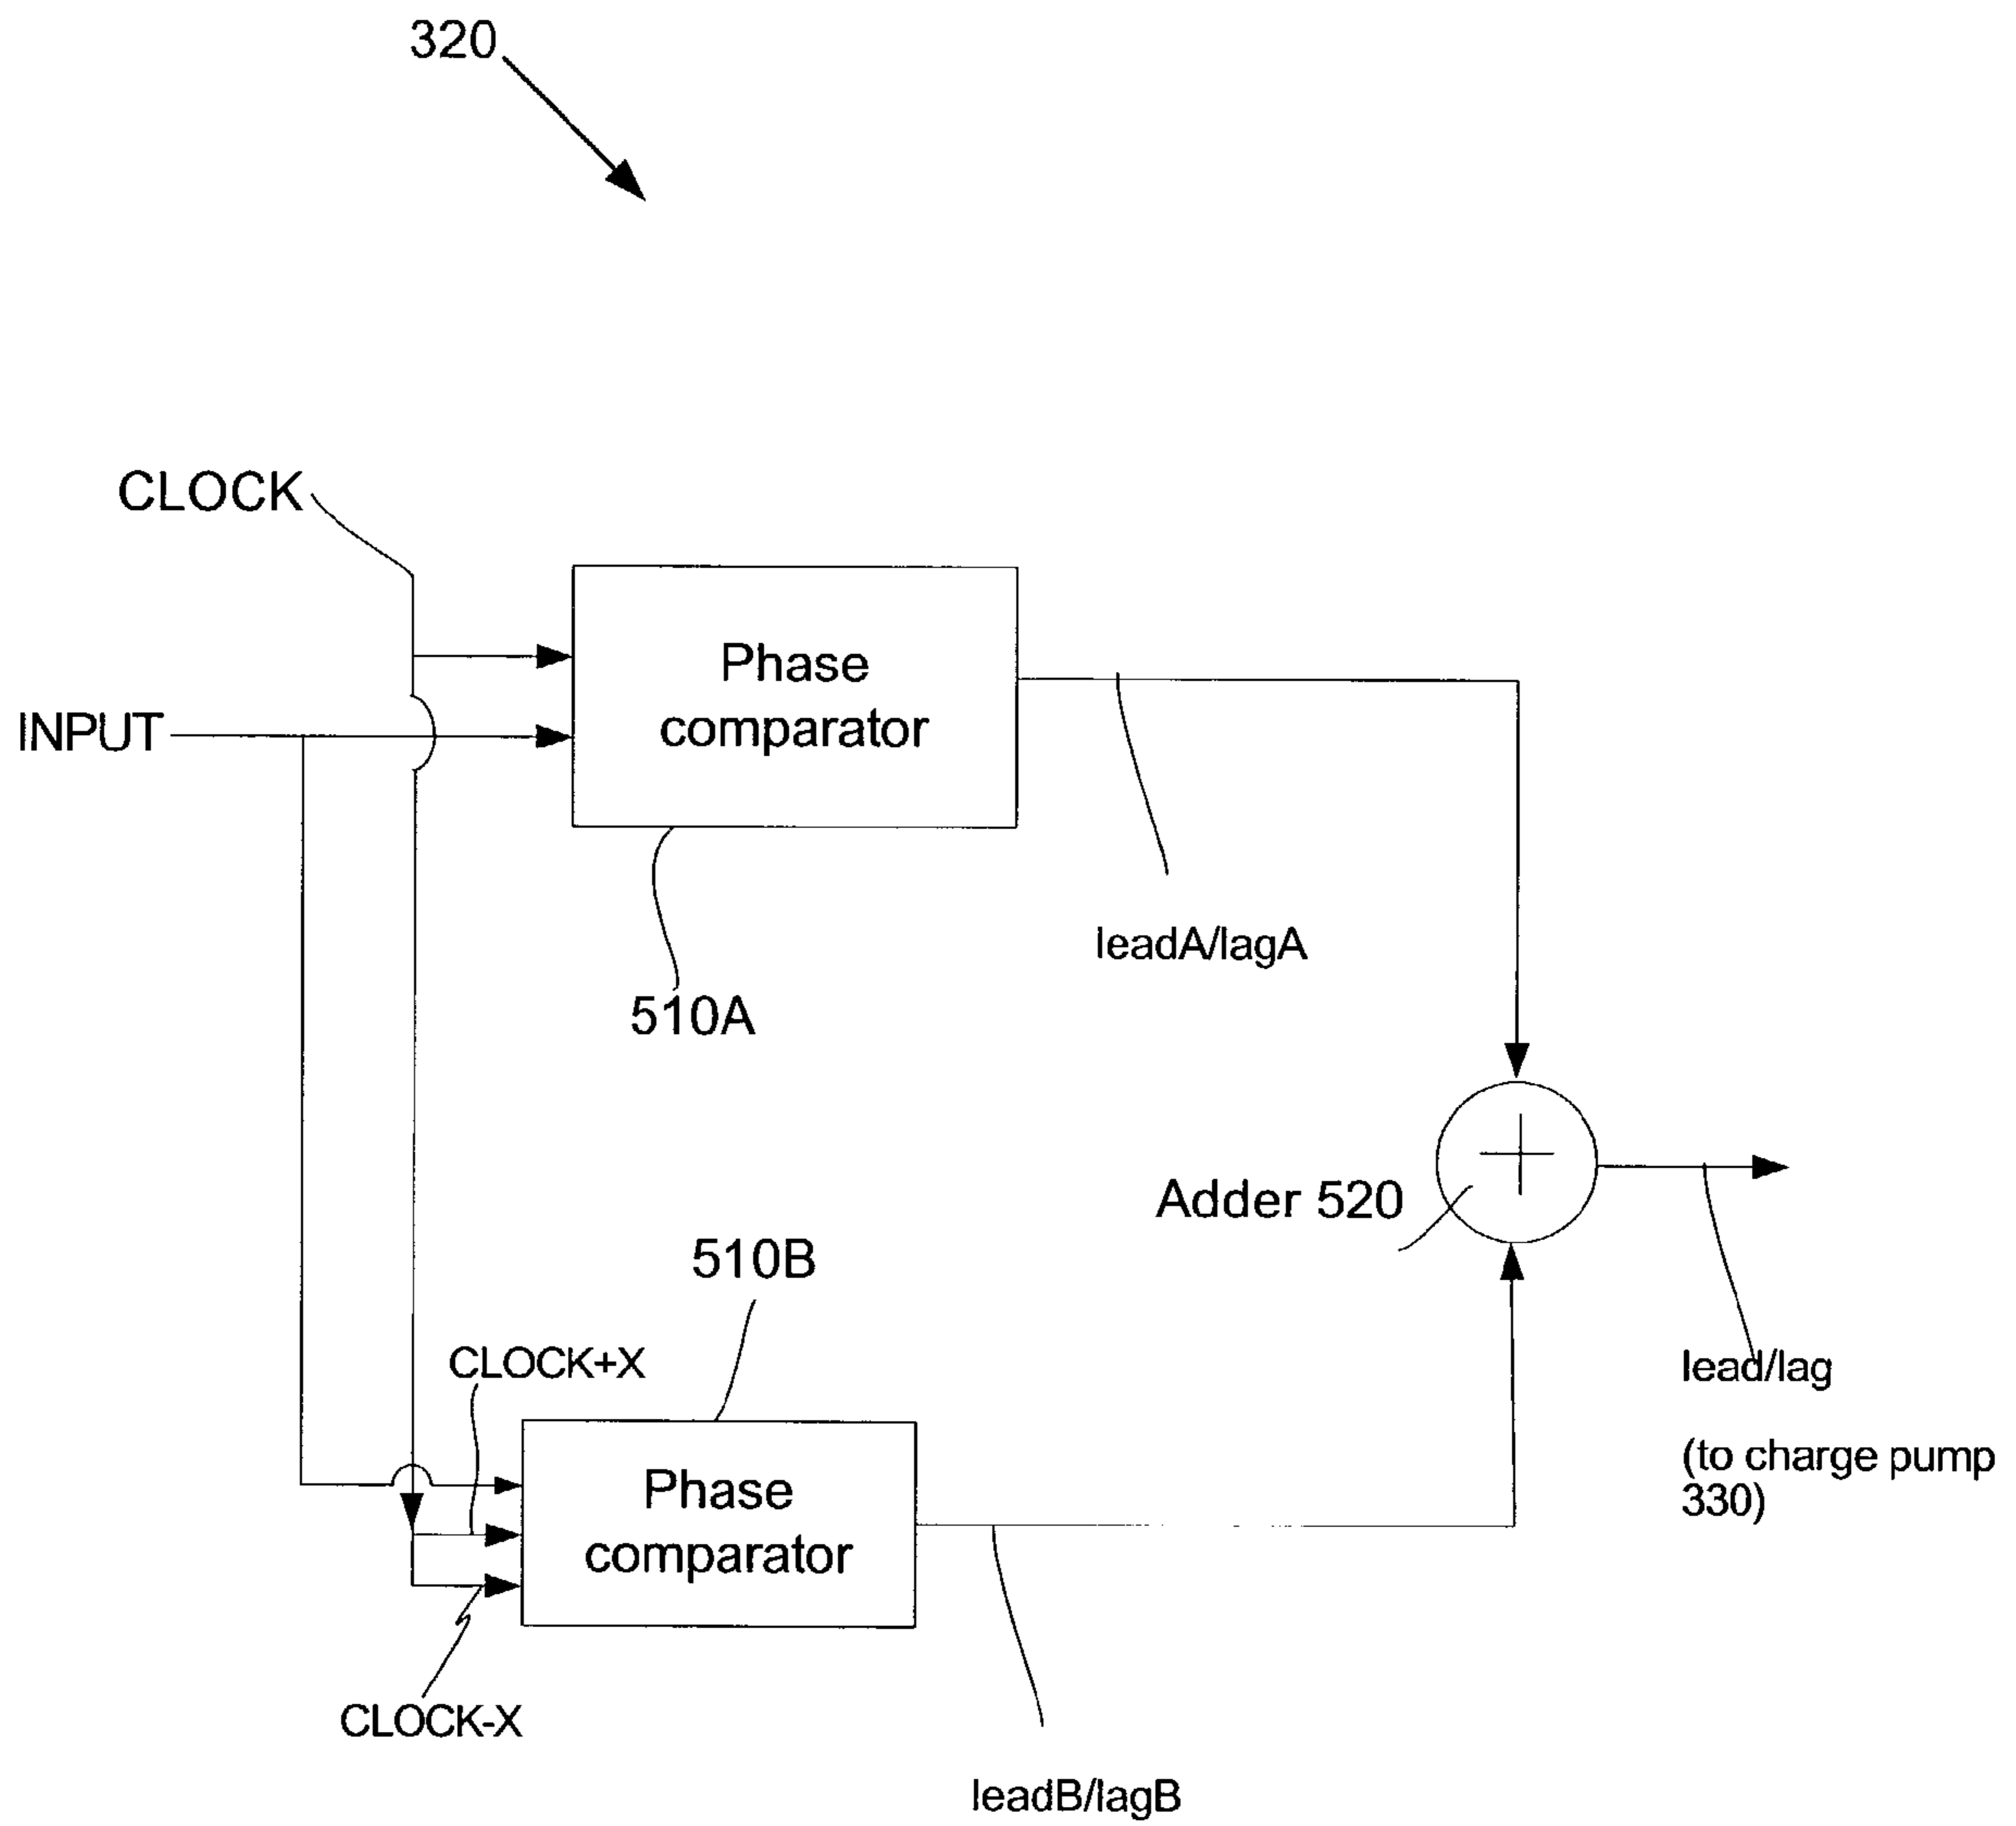 320
CLOCK
Phase
comparator
INPUT
leadA/lagA
510A
Adder 520
510B
CLOCK+X
lead/lag
(to charge pump
330)
Phase
comparator
CLOCK-X
leadB/lagB